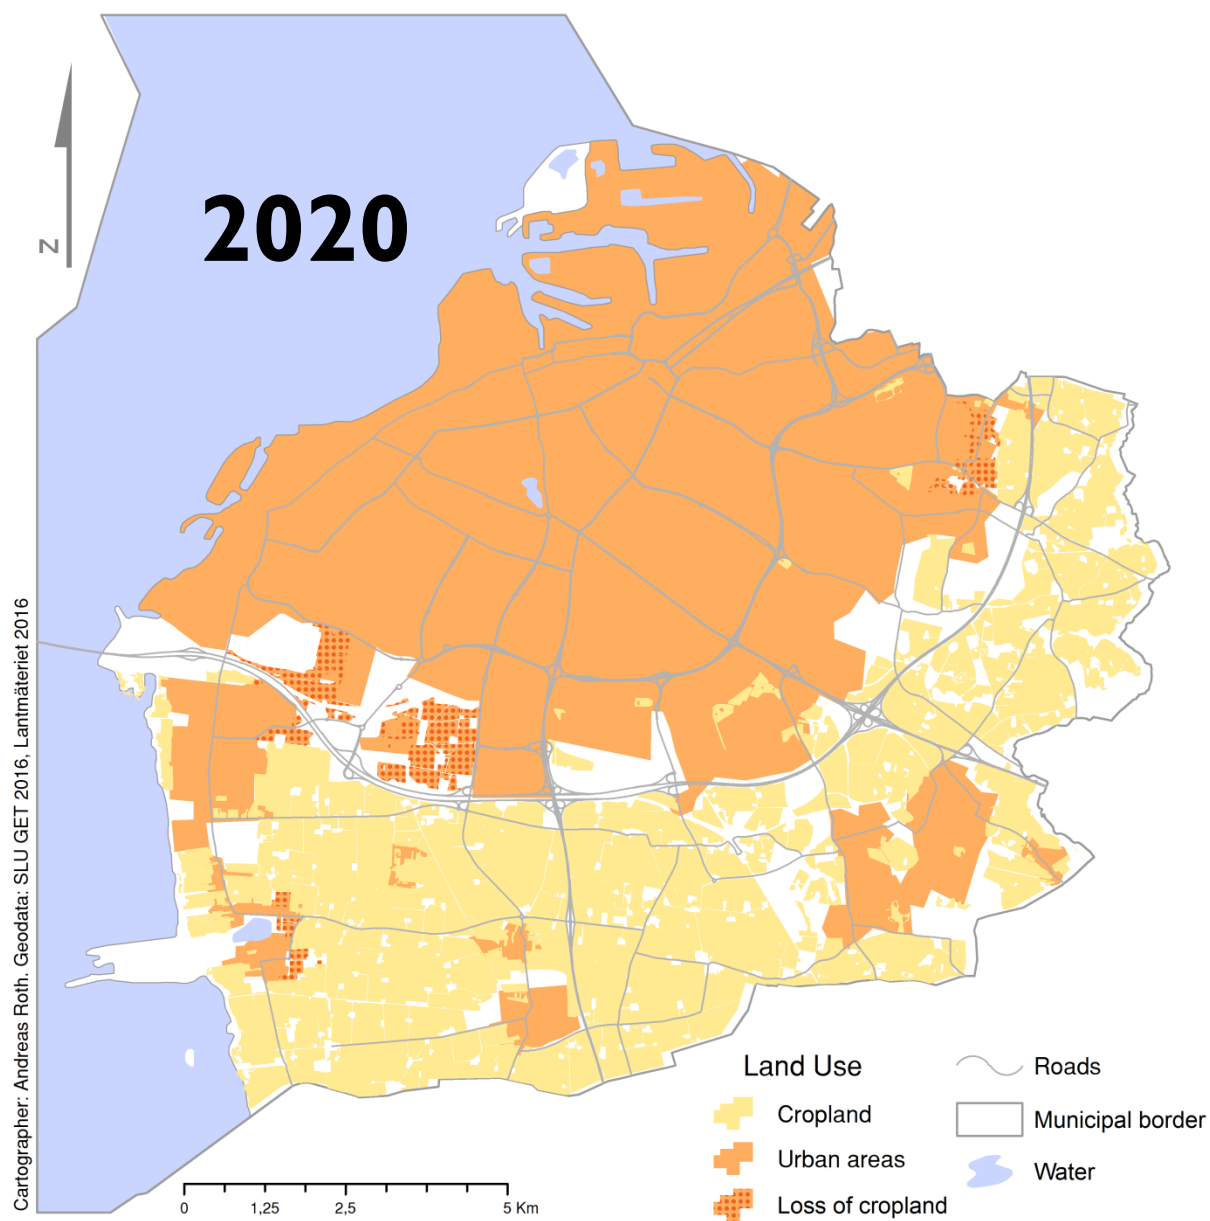 2020
N
Cartographer: Andreas Roth. Geodata: SLU GET 2016, Lantmäteriet 2016
Land Use
Cropland
Urban areas
Loss of cropland
Roads
Municipal border
Water
0 1,25 2,5 5 Km